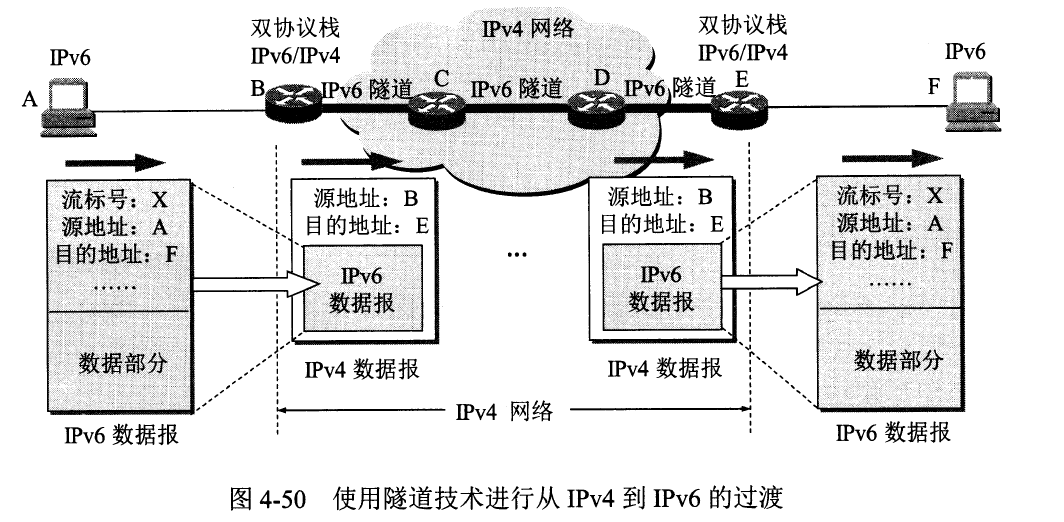 双协议栈
IPv6/IPv4
IPv4 网络
双协议栈
IPv6/IPv4
IPv6
IPv6
A
B
IPv6 隧道
C
IPv6 隧道
D
IPv6 隧道
E
F
流标号：X
源地址：A
目的地址：F
……
数据部分
IPv6 数据报
源地址：B
目的地址：E
IPv6
数据报
IPv4 数据报
…
源地址：B
目的地址：E
IPv6
数据报
IPv4 数据报
流标号：X
源地址：A
目的地址：F
……
数据部分
IPv6 数据报
IPv4 网络
图 4-50 使用隧道技术进行从 IPv4 到 IPv6 的过渡